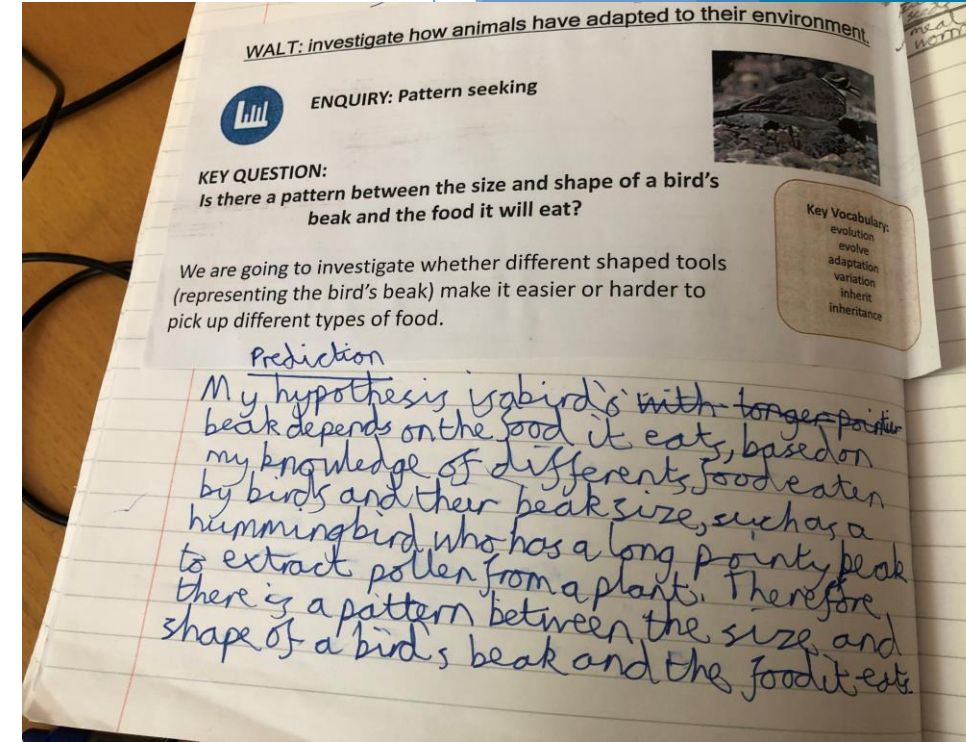 WALT: investigate how animals have adapted to their environment.
ENQUIRY: Pattern seeking
KEY QUESTION:
Is there a pattern between the size and shape of a bird's
beak and the food it will eat?
Key Vocabulary:
evolution
evolve
adaptation
variation
inherit
inheritance
We are going to investigate whether different shaped tools
(representing the bird's beak) make it easier or harder to
pick up different types of food.
Prediction
My hypothesis is a bird's with longer pointier
beak depends on the food it eats, based on
my knowledge of differents food eaten
by birds and their beak size, such as a
hummingbird who has a long pointy beak
to extract pollen from a plant. Therefore,
there is a pattern between the size and
shape of a bird's beak and the food it eats